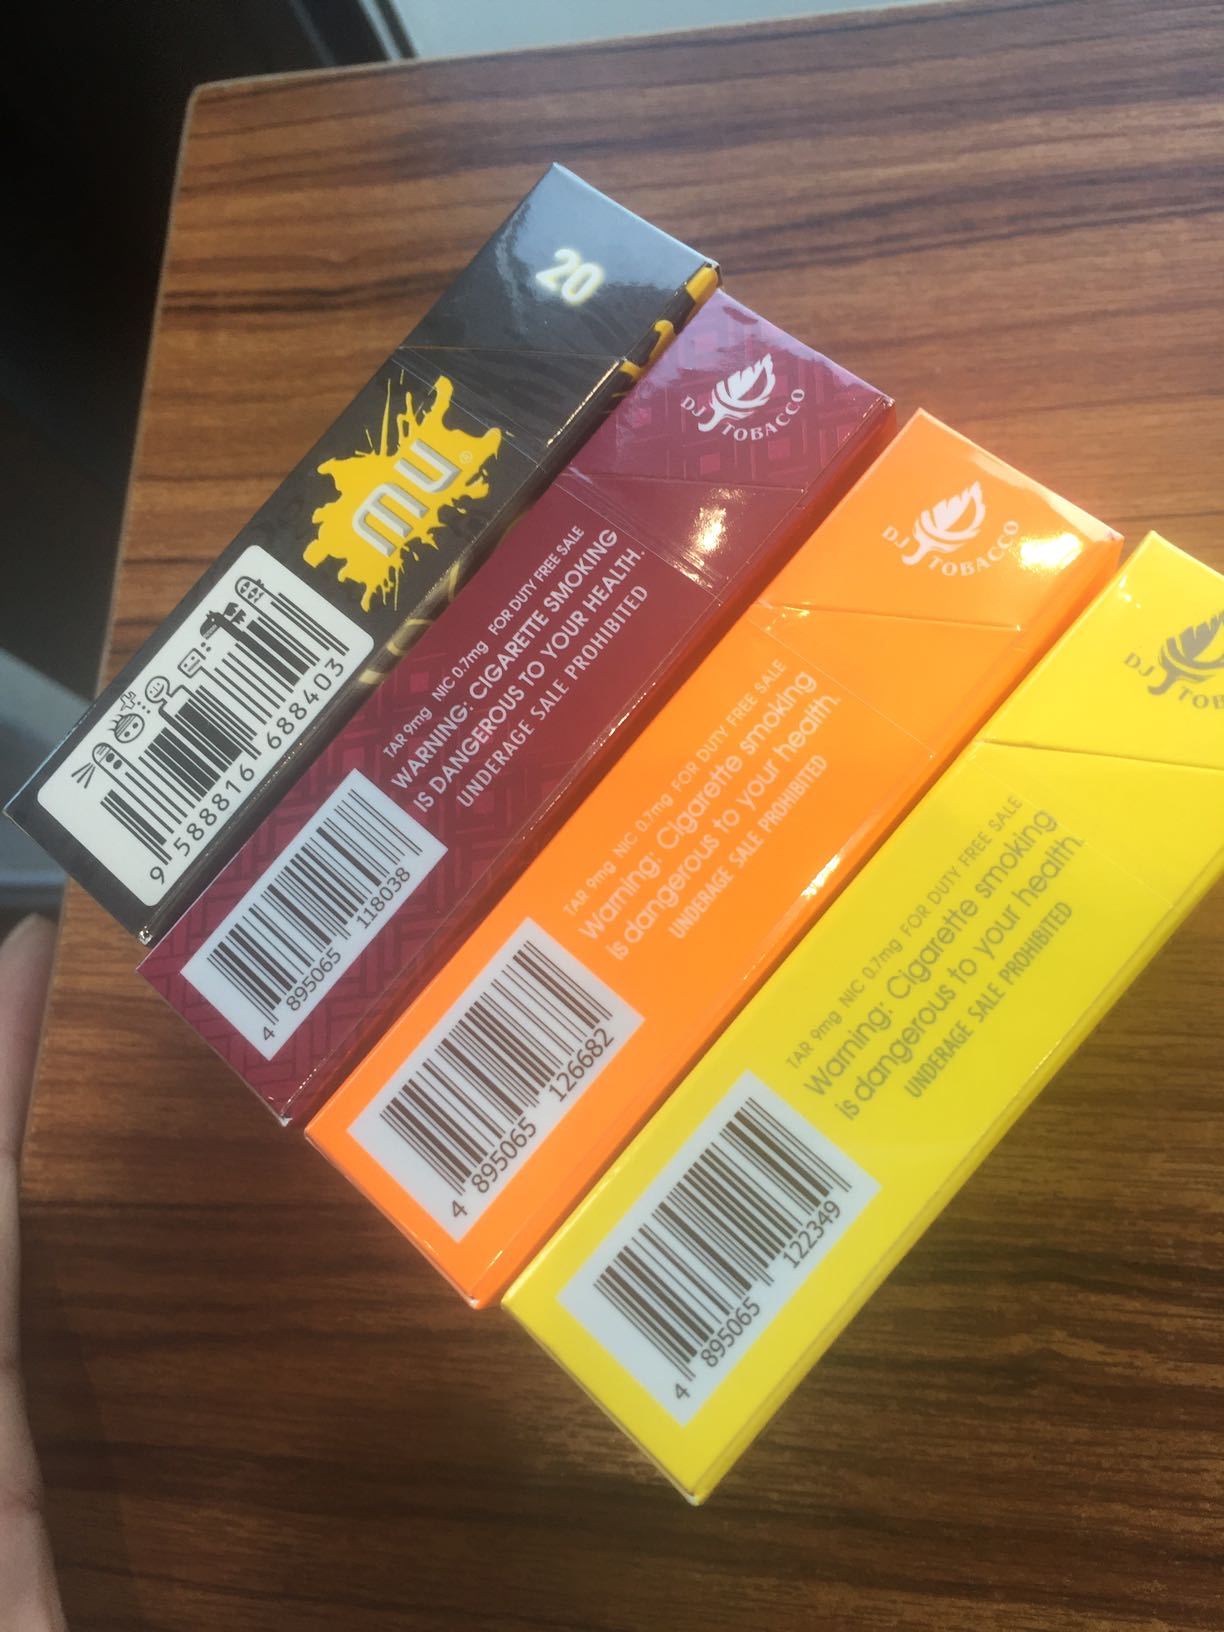 20
MU®
9 588816 688403
DJ TOBACCO
TAR 9mg NIC 0.7mg FOR DUTY FREE SALE
WARNING: CIGARETTE SMOKING
IS DANGEROUS TO YOUR HEALTH.
UNDERAGE SALE PROHIBITED
4 895065 118038
DJ TOBACCO
TAR 9mg NIC 0.7mg FOR DUTY FREE SALE
Warning: Cigarette smoking
is dangerous to your health.
UNDERAGE SALE PROHIBITED
4 895065 126682
DJ TOB
TAR 9mg NIC 0.7mg FOR DUTY FREE SALE
Warning: Cigarette smoking
is dangerous to your health.
UNDERAGE SALE PROHIBITED
4 895065 122349